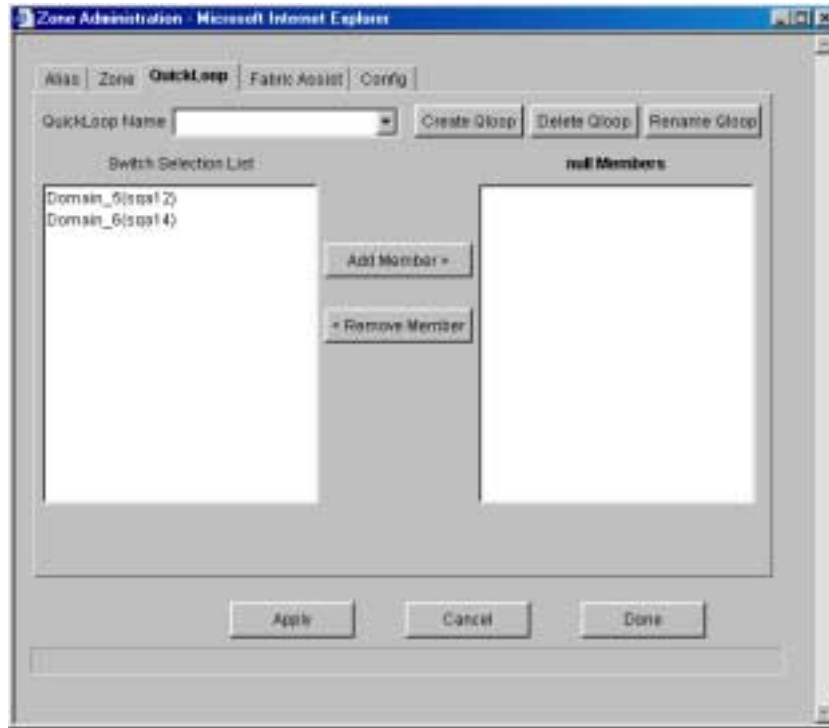 Zone Administration - Microsoft Internet Explorer
Alias Zone QuickLoop Fabric Assist Config
QuickLoop Name Create Qloop Delete Qloop Rename Qloop
Switch Selection List null Members
Domain_5(sqa12)
Domain_6(sqa14)
Add Member >
< Remove Member
Apply Cancel Done